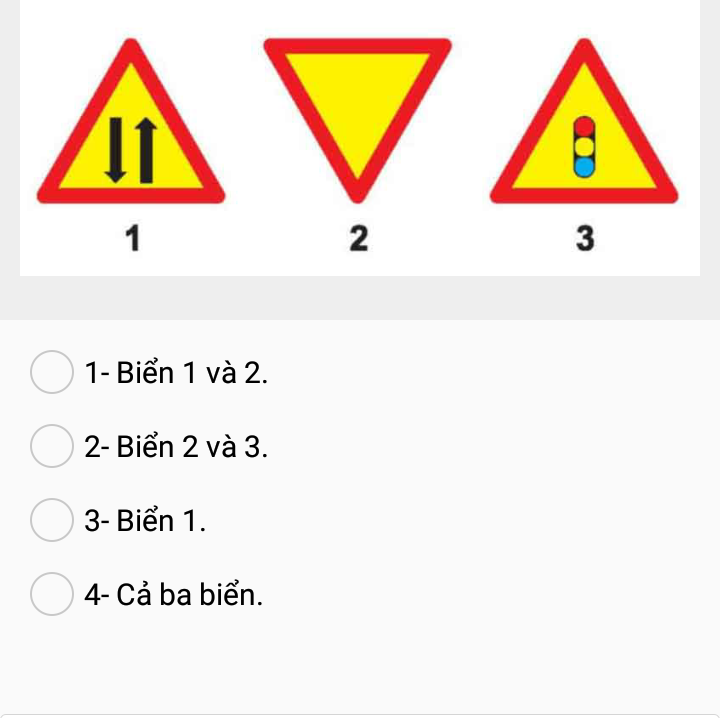 1 2 3
1- Biển 1 và 2.
2- Biển 2 và 3.
3- Biển 1.
4- Cả ba biển.